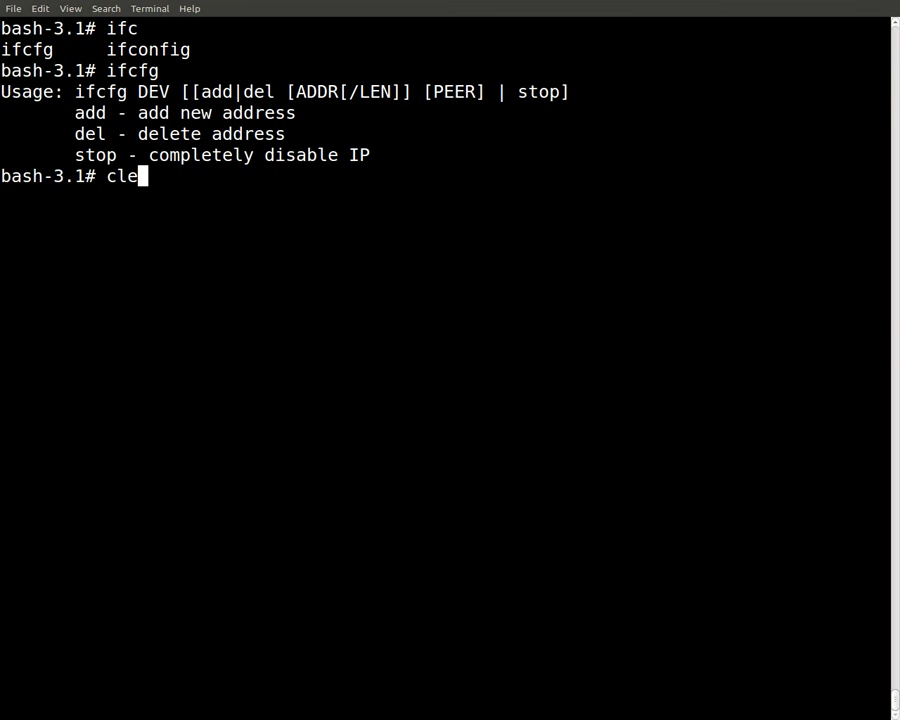 File Edit View Search Terminal Help
bash-3.1# ifc
ifcfg     ifconfig
bash-3.1# ifcfg
Usage: ifcfg DEV [[add|del [ADDR[/LEN]] [PEER] | stop]
       add - add new address
       del - delete address
       stop - completely disable IP
bash-3.1# cle